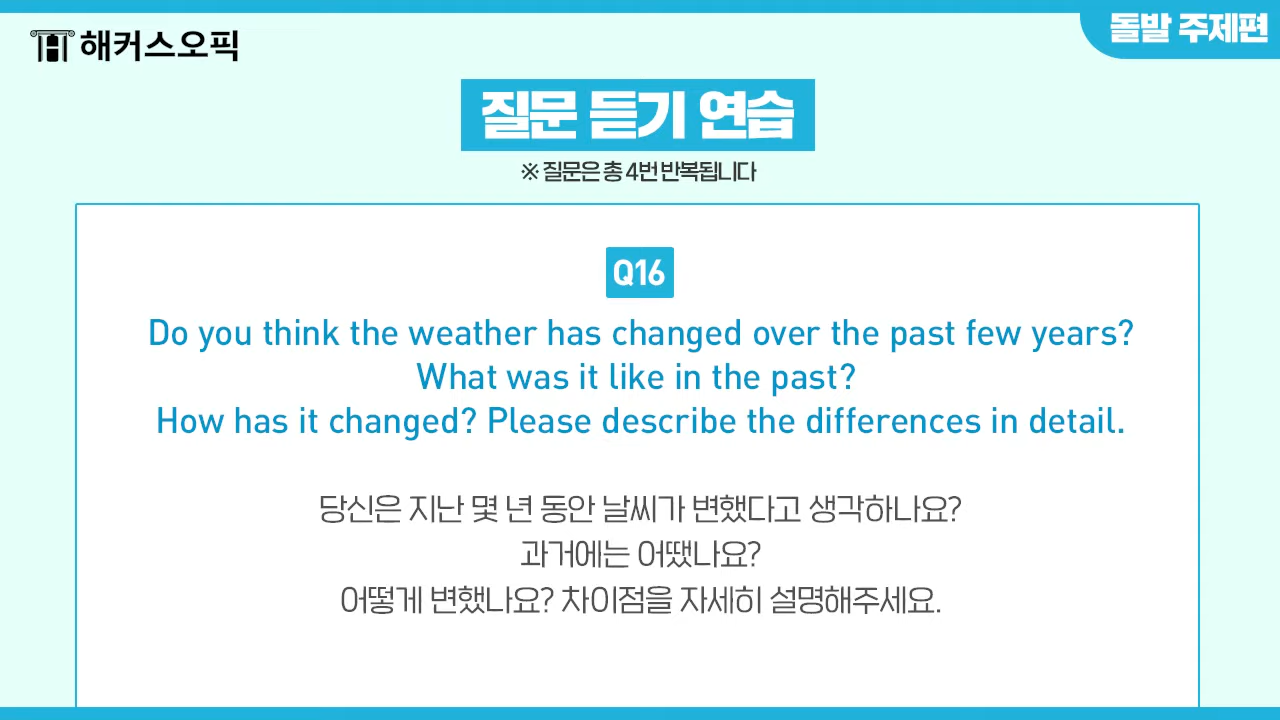 해커스오픽
돌발 주제편
질문 듣기 연습
※ 질문은 총 4번 반복됩니다
Q16
Do you think the weather has changed over the past few years?
What was it like in the past?
How has it changed? Please describe the differences in detail.
당신은 지난 몇 년 동안 날씨가 변했다고 생각하나요?
과거에는 어땠나요?
어떻게 변했나요? 차이점을 자세히 설명해주세요.